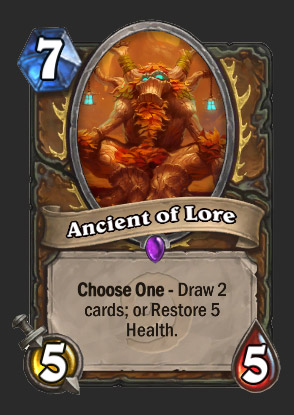 7
Ancient of Lore
Choose One - Draw 2
cards; or Restore 5
Health.
5 5